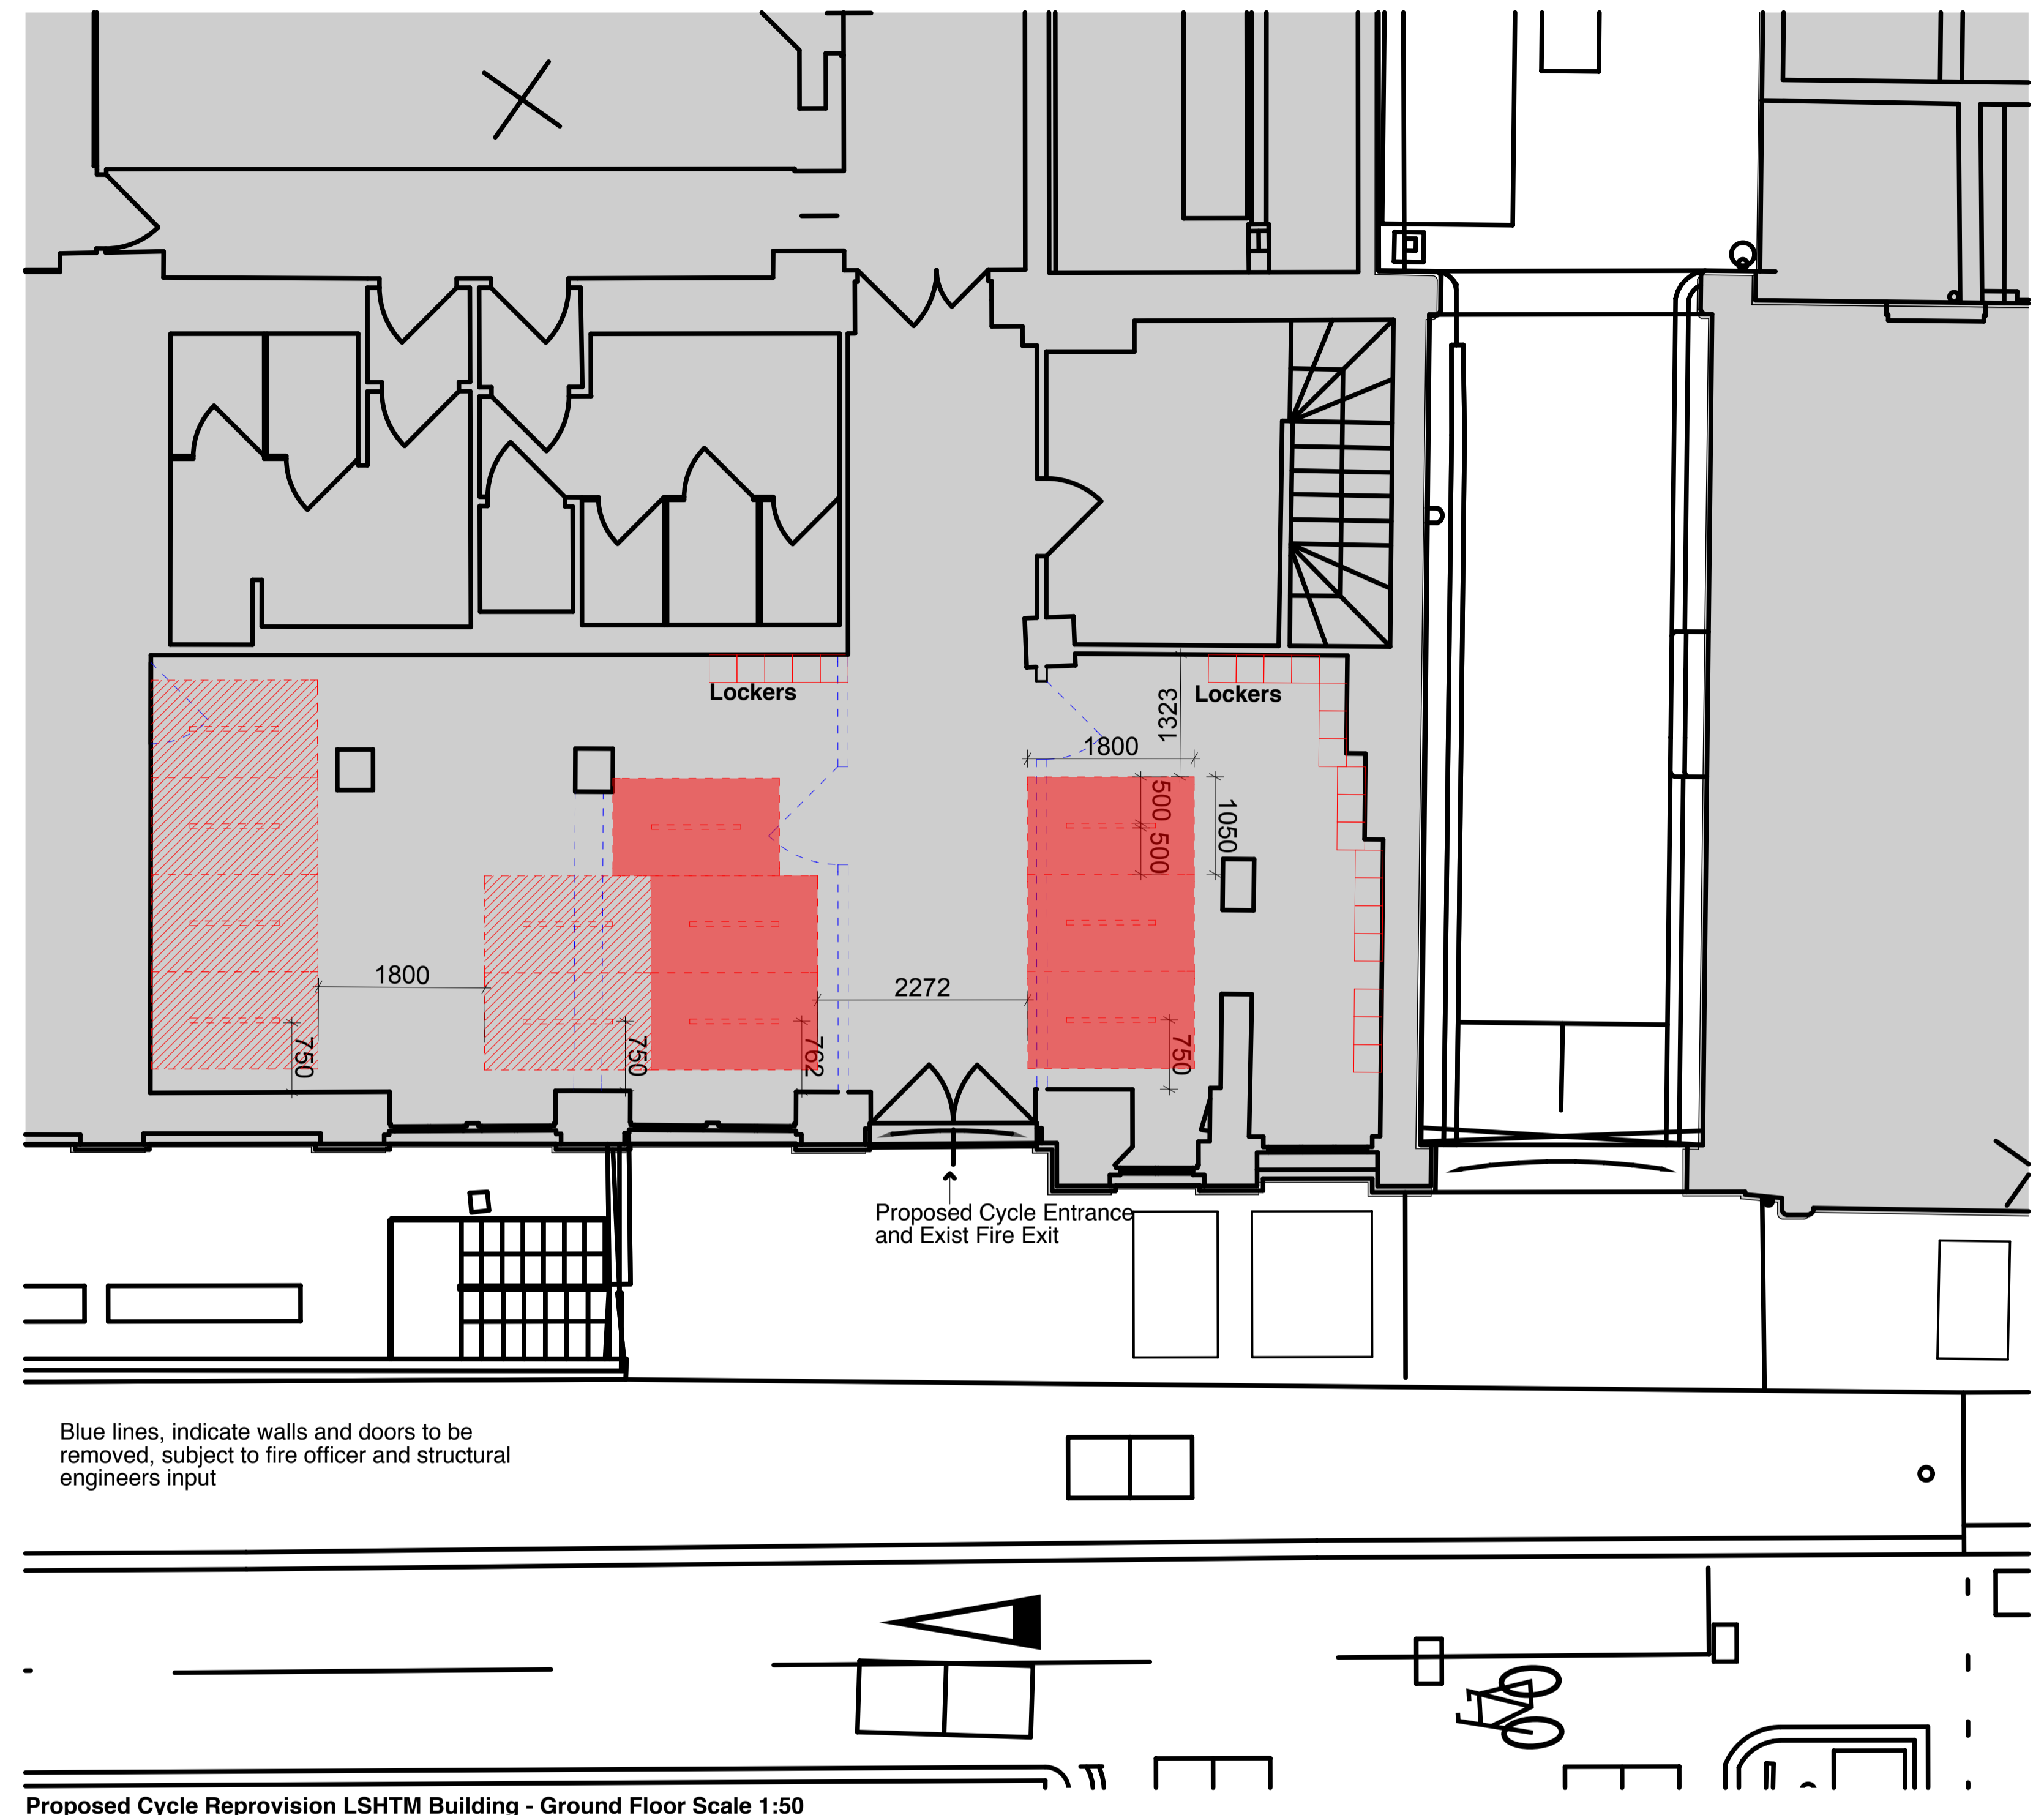 Lockers
Lockers
1323
1800
500
500
1050
1800
2272
750
750
762
750
Proposed Cycle Entrance
and Exist Fire Exit
Blue lines, indicate walls and doors to be
removed, subject to fire officer and structural
engineers input
Proposed Cycle Reprovision LSHTM Building - Ground Floor Scale 1:50